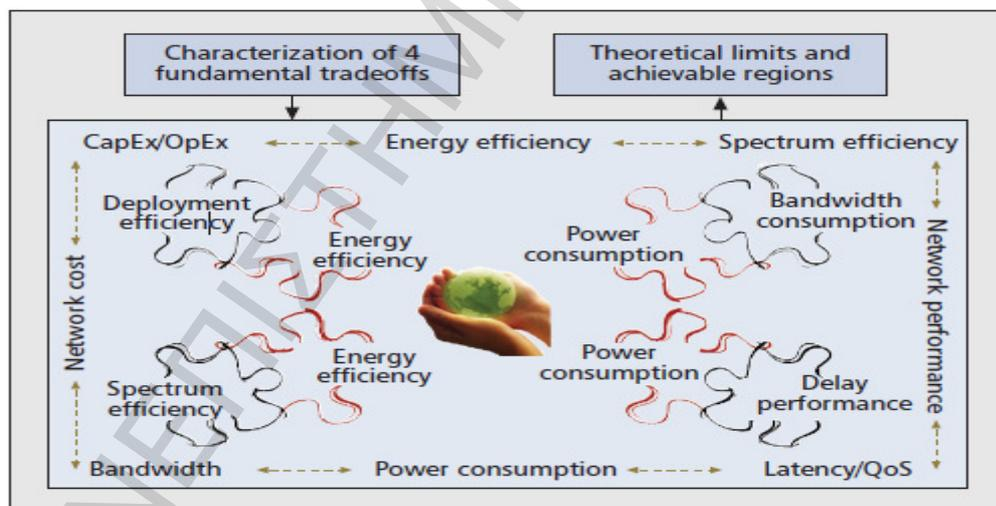 Characterization of 4
fundamental tradeoffs
Theoretical limits and
achievable regions
CapEx/OpEx
Energy efficiency
Spectrum efficiency
Deployment
efficiency
Energy
efficiency
Power
consumption
Bandwidth
consumption
Network cost
Network performance
Spectrum
efficiency
Energy
efficiency
Power
consumption
Delay
performance
Bandwidth
Power consumption
Latency/QoS